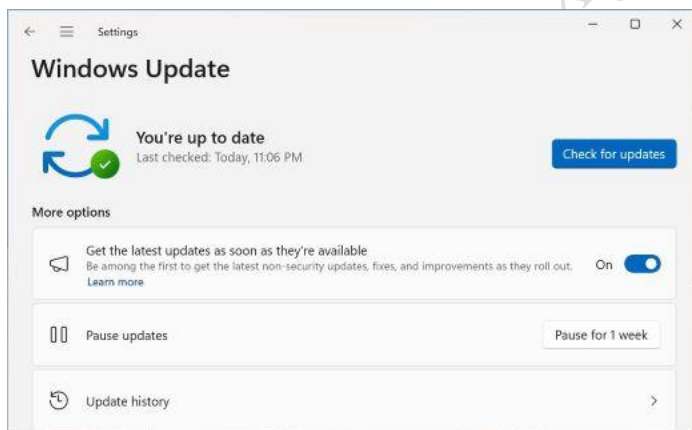 Settings
Windows Update
You're up to date
Last checked: Today, 11:06 PM
Check for updates
More options
Get the latest updates as soon as they're available
Be among the first to get the latest non-security updates, fixes, and improvements as they roll out.
Learn more
On
Pause updates
Pause for 1 week
Update history